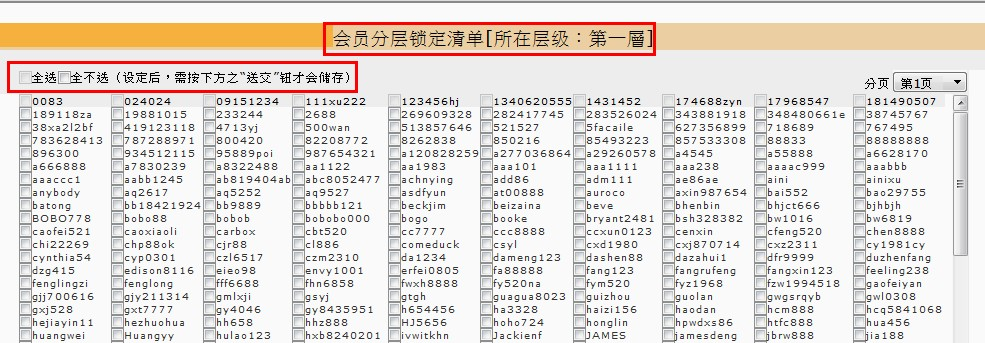 会员分层锁定清单[所在层级：第一層]
全选 全不选（设定后，需按下方之“送交”钮才会储存）
分页 第1页
0083 024024 09151234 111xu222 123456hj 1340620555 1431452 174688zyn 17968547 181490507
189118za 19881015 233244 2688 269609328 282417745 283526024 343881918 348480661e 38745767
38xa2l2bf 419123118 4713yj 500wan 513857646 521527 5facaile 627356899 718689 767495
783628413 787288971 800420 82208772 8262838 850216 85493223 857533308 88833 88888888
896300 934512115 95889poi 987654321 a120828259 a277036864 a29260578 a4545 a55888 a6628170
a666888 a7830239 a8322488 aa1122 aa1983 aaa101 aaa1111 aaa238 aaaac999 aaabbb
aaaccc1 aabb1245 ab819404ab abc8052477 achnying add86 adm111 ae86ae aini ainixu
anybody aq2617 aq5252 aq9527 asdfyun at00888 auroco axin987654 bai552 bao29755
batong bb18421924 bb9889 bbbbb121 beckjim beizaina beve bhenbin bhjct666 bjhbjh
BOBO778 bobo88 bobob bobobo000 bogo booke bryant2481 bsh328382 bw1016 bw6819
caofei521 caoxiaoli carbox cbt520 cc7777 ccc8888 ccxun0123 cenxin cfeng520 chen8888
chi22269 chp88ok cjr88 cl886 comeduck csyl cxd1980 cxj870714 cxz2311 cy1981cy
cynthia54 cyp0301 czl6517 czm2310 da1234 dameng123 dashen88 dazahui1 dfr9999 duzhenfang
dzg415 edison8116 eieo98 envy1001 erfei0805 fa88888 fang123 fangrufeng fangxin123 feeling238
fenglingzi fenglong fff6688 fhn6858 fwxh8888 fy520na fym520 fyz1968 fzw1994518 gaofeiyan
gjj700616 gjy211314 gmlxji gsyj gtgh guagua8023 guizhou guolan gwgsrqyb gwl0308
gxj528 gxt7777 gy4046 gy8435951 h654456 ha3328 haizi156 haodan hcm888 hcq5841068
hejiayin11 hezhuohua hh658 hhz888 HJ5656 hoho724 honglin hpwdxs86 htfc888 hua456
huangwei Huangyy hulao123 hxb8240201 ivwitkhn Jackienf JAMES jamesdeng jbrw888 jia188